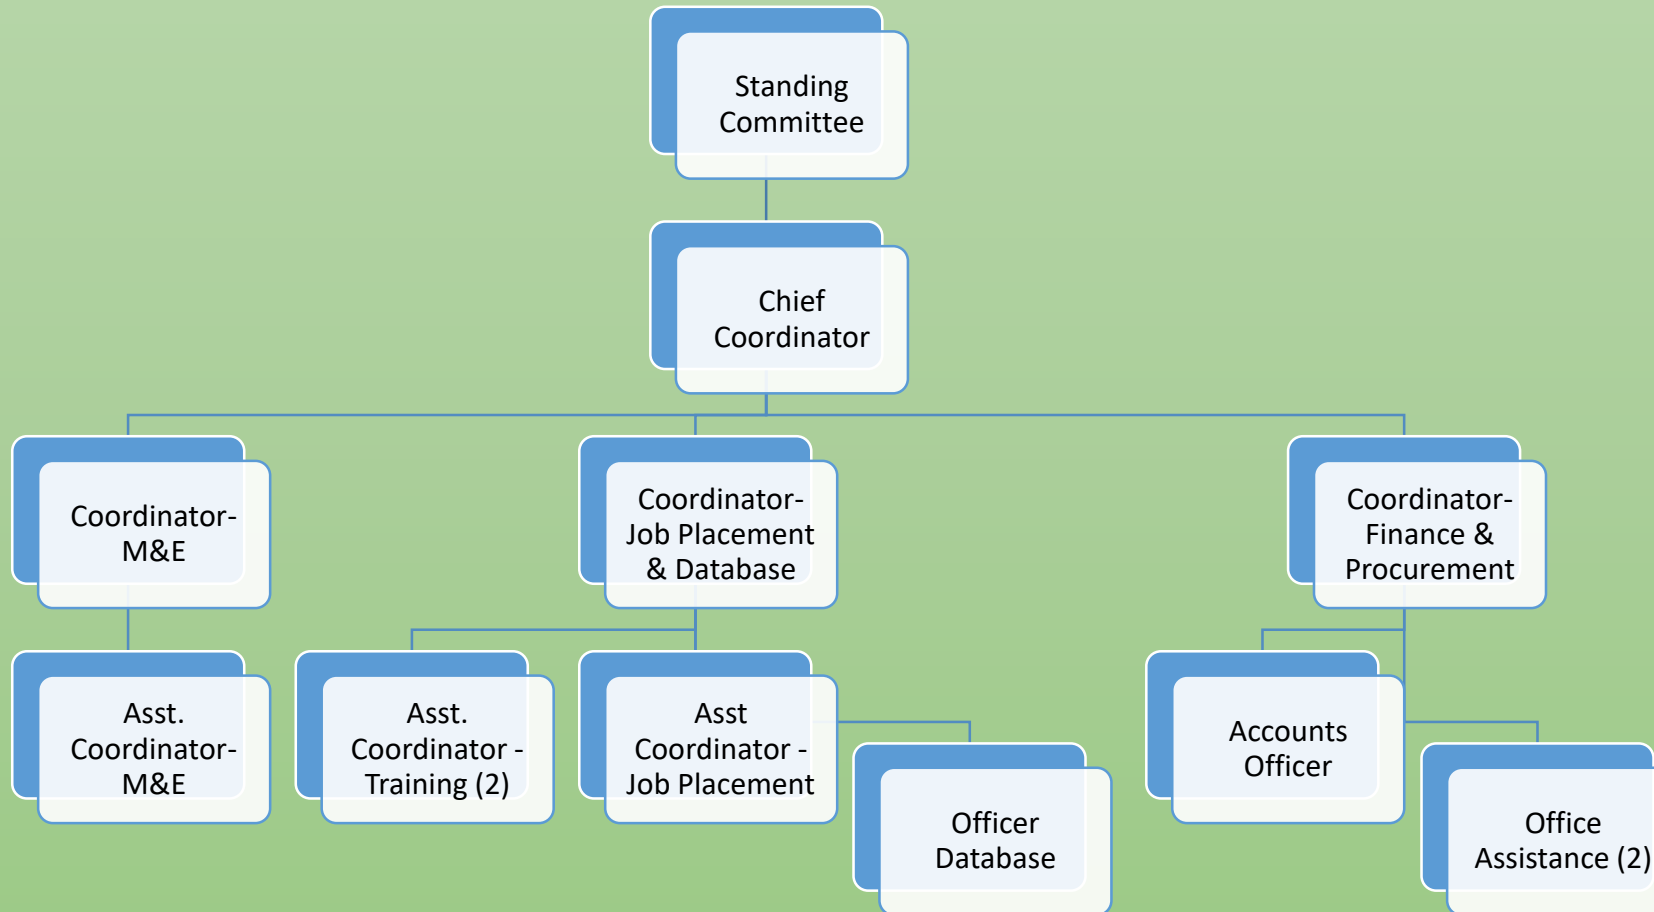 Standing
Committee
Chief
Coordinator
Coordinator-
M&E
Coordinator-
Job Placement
& Database
Coordinator-
Finance &
Procurement
Asst.
Coordinator-
M&E
Asst.
Coordinator -
Training (2)
Asst
Coordinator -
Job Placement
Officer
Database
Accounts
Officer
Office
Assistance (2)